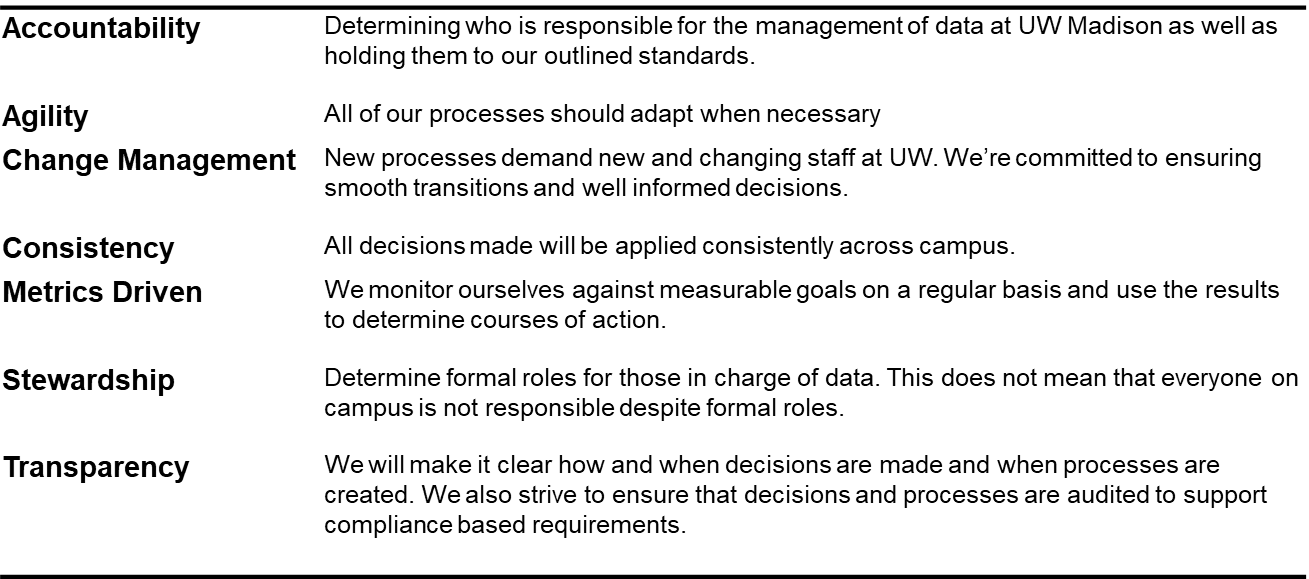 Accountability Determining who is responsible for the management of data at UW Madison as well as
holding them to our outlined standards.
Agility All of our processes should adapt when necessary
Change Management New processes demand new and changing staff at UW. We're committed to ensuring
smooth transitions and well informed decisions.
Consistency All decisions made will be applied consistently across campus.
Metrics Driven We monitor ourselves against measurable goals on a regular basis and use the results
to determine courses of action.
Stewardship Determine formal roles for those in charge of data. This does not mean that everyone on
campus is not responsible despite formal roles.
Transparency We will make it clear how and when decisions are made and when processes are
created. We also strive to ensure that decisions and processes are audited to support
compliance based requirements.